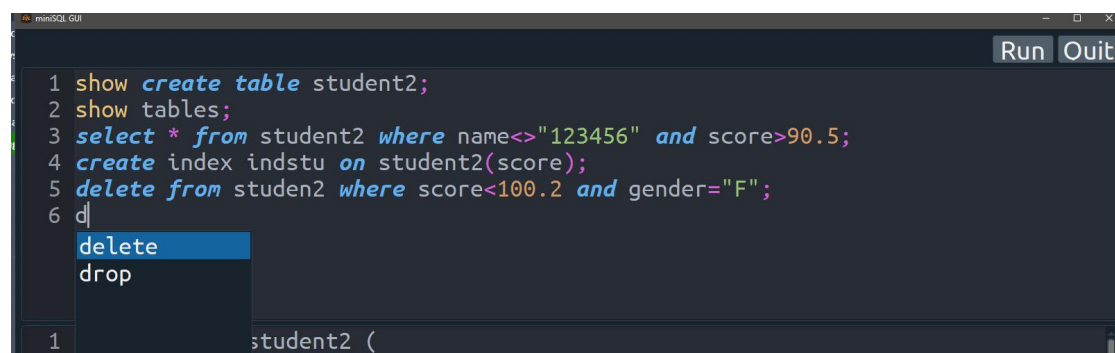 miniSQL GUI
Run Quit
1 show create table student2;
2 show tables;
3 select * from student2 where name<>"123456" and score>90.5;
4 create index indstu on student2(score);
5 delete from studen2 where score<100.2 and gender="F";
6 d
delete
drop
1 student2 (